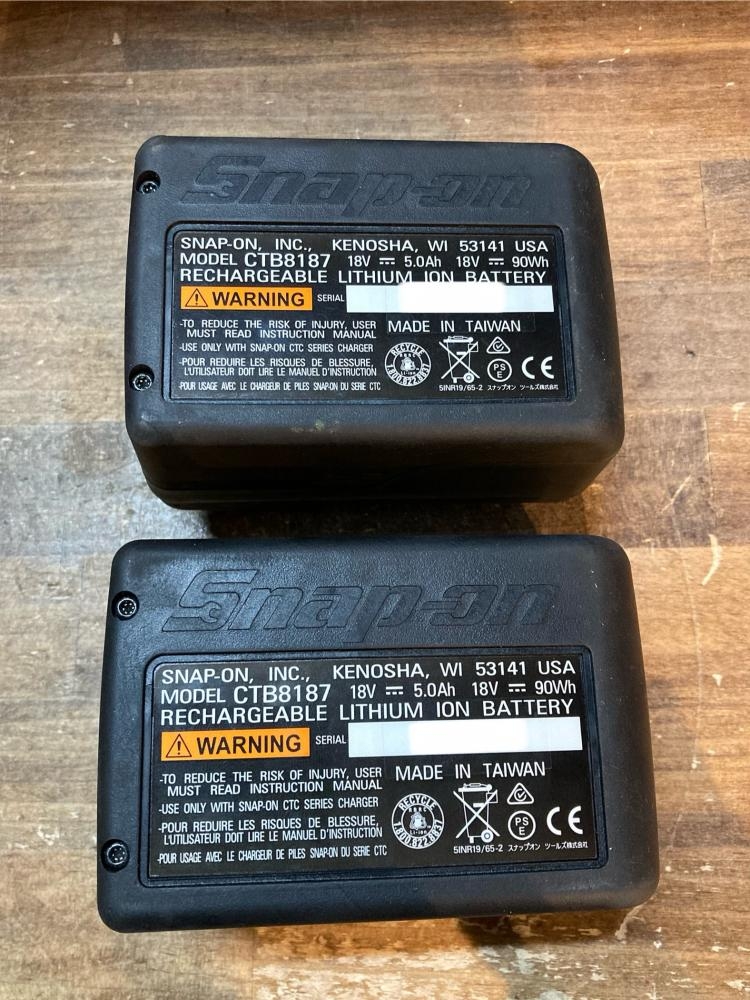 Snap-on
SNAP-ON, INC., KENOSHA, WI 53141 USA
MODEL CTB8187 18V ⎓ 5.0Ah 18V ⎓ 90Wh
RECHARGEABLE LITHIUM ION BATTERY
⚠ WARNING SERIAL
-TO REDUCE THE RISK OF INJURY, USER
MUST READ INSTRUCTION MANUAL
-USE ONLY WITH SNAP-ON CTC SERIES CHARGER
-POUR REDUIRE LES RISQUES DE BLESSURE,
L'UTILISATEUR DOIT LIRE LE MANUEL D'INSTRUCTION
-POUR USAGE AVEC LE CHARGEUR DE PILES SNAP-ON DU SERIE CTC
MADE IN TAIWAN
RECYCLE
RBRC
Li-ion
1.800.822.8837
PS
E
CE
5INR19/65-2 スナップオン ツールズ株式会社
Snap-on
SNAP-ON, INC., KENOSHA, WI 53141 USA
MODEL CTB8187 18V ⎓ 5.0Ah 18V ⎓ 90Wh
RECHARGEABLE LITHIUM ION BATTERY
⚠ WARNING SERIAL
-TO REDUCE THE RISK OF INJURY, USER
MUST READ INSTRUCTION MANUAL
-USE ONLY WITH SNAP-ON CTC SERIES CHARGER
-POUR REDUIRE LES RISQUES DE BLESSURE,
L'UTILISATEUR DOIT LIRE LE MANUEL D'INSTRUCTION
-POUR USAGE AVEC LE CHARGEUR DE PILES SNAP-ON DU SERIE CTC
MADE IN TAIWAN
RECYCLE
RBRC
Li-ion
1.800.822.8837
PS
E
CE
5INR19/65-2 スナップオン ツールズ株式会社